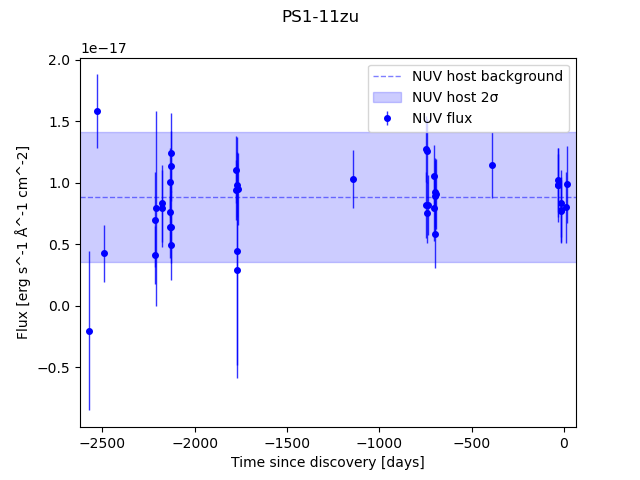 PS1-11zu
1e−17
NUV host background
NUV host 2σ
NUV flux
2.0
1.5
1.0
0.5
0.0
−0.5
Flux [erg s^-1 Å^-1 cm^-2]
−2500 −2000 −1500 −1000 −500 0
Time since discovery [days]